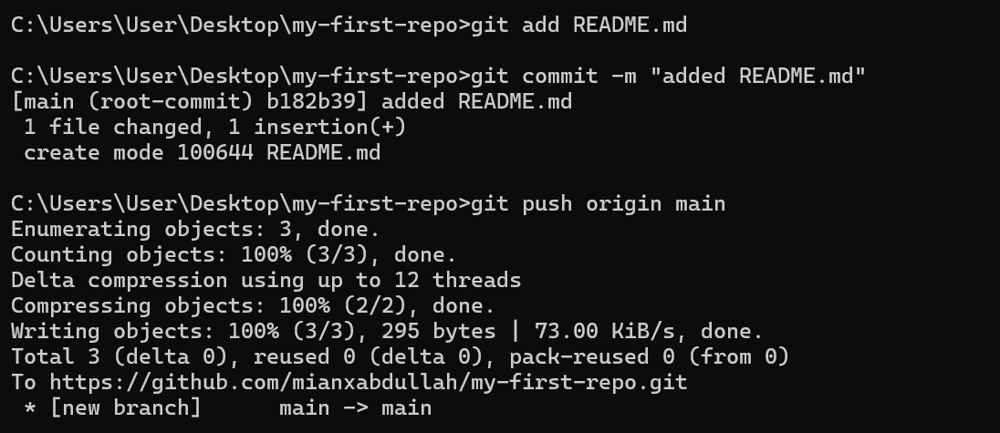 C:\Users\User\Desktop\my-first-repo>git add README.md
C:\Users\User\Desktop\my-first-repo>git commit -m "added README.md"
[main (root-commit) b182b39] added README.md
 1 file changed, 1 insertion(+)
 create mode 100644 README.md
C:\Users\User\Desktop\my-first-repo>git push origin main
Enumerating objects: 3, done.
Counting objects: 100% (3/3), done.
Delta compression using up to 12 threads
Compressing objects: 100% (2/2), done.
Writing objects: 100% (3/3), 295 bytes | 73.00 KiB/s, done.
Total 3 (delta 0), reused 0 (delta 0), pack-reused 0 (from 0)
To https://github.com/mianxabdullah/my-first-repo.git
 * [new branch]      main -> main